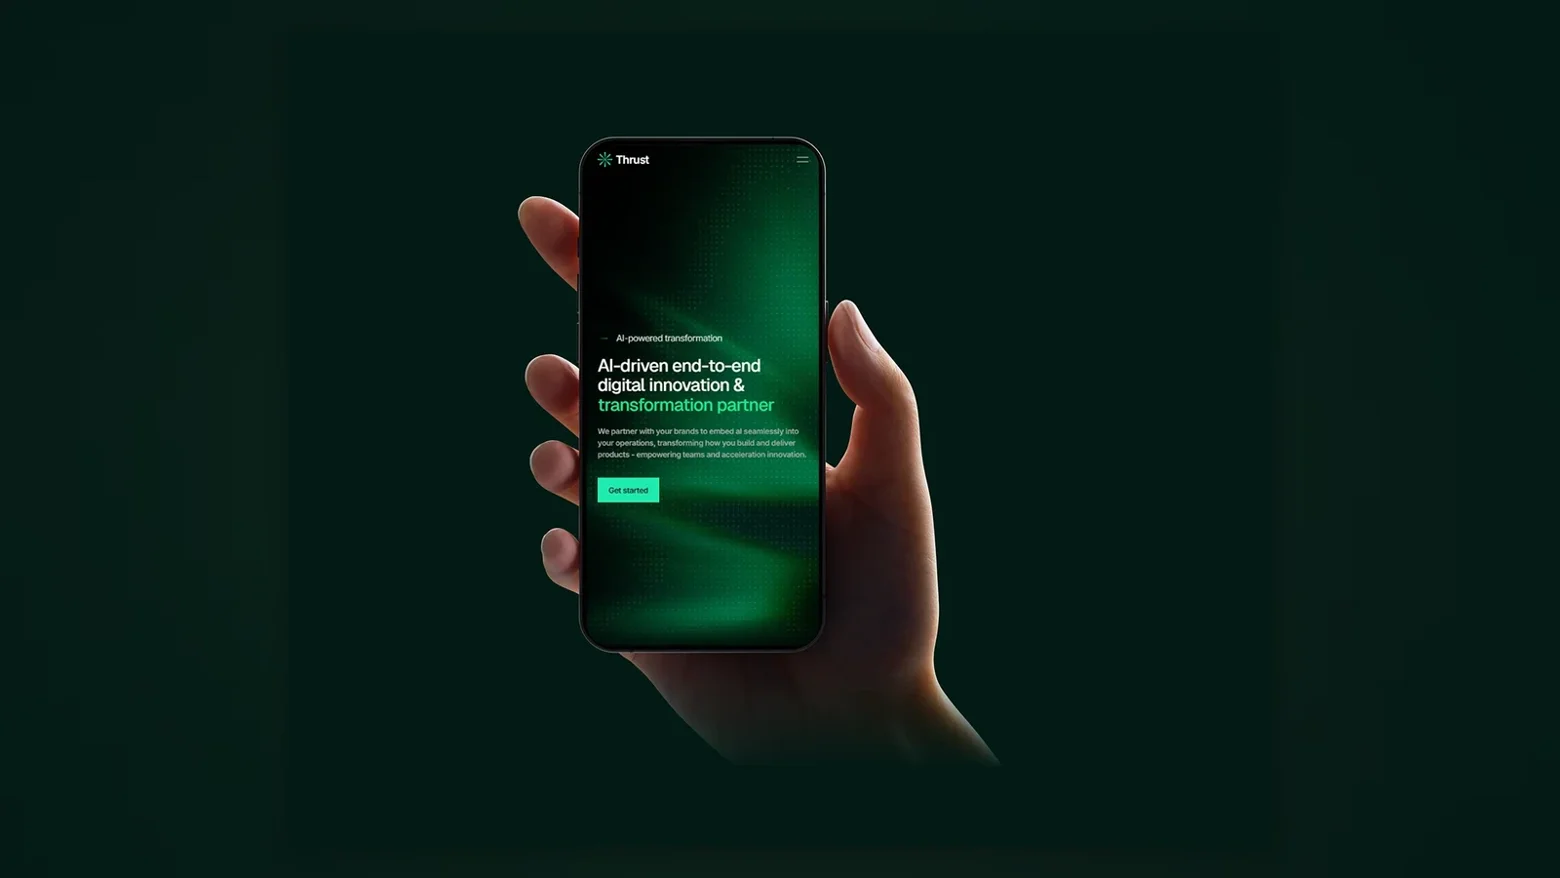 Thrust
AI-powered transformation
AI-driven end-to-end
digital innovation &
transformation partner
We partner with your brands to embed aI seamlessly into
your operations, transforming how you build and deliver
products - empowering teams and acceleration innovation.
Get started